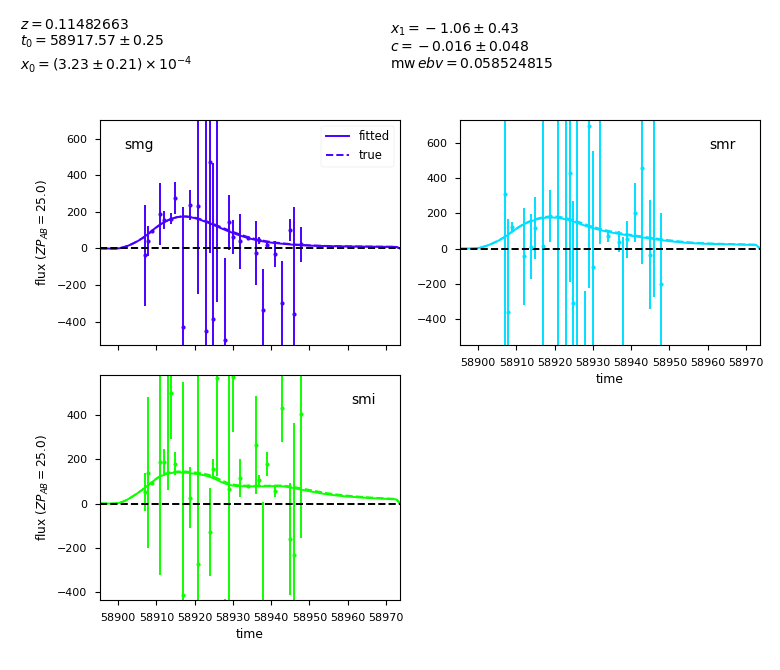 z = 0.11482663
t₀ = 58917.57 ± 0.25
x₀ = (3.23 ± 0.21) × 10⁻⁴
x₁ = −1.06 ± 0.43
c = −0.016 ± 0.048
mw ebv = 0.058524815
smg
fitted
true
600
400
200
0
−200
−400
flux (ZP_AB = 25.0)
smr
600
400
200
0
−200
−400
58900 58910 58920 58930 58940 58950 58960 58970
time
smi
400
200
0
−200
−400
flux (ZP_AB = 25.0)
58900 58910 58920 58930 58940 58950 58960 58970
time